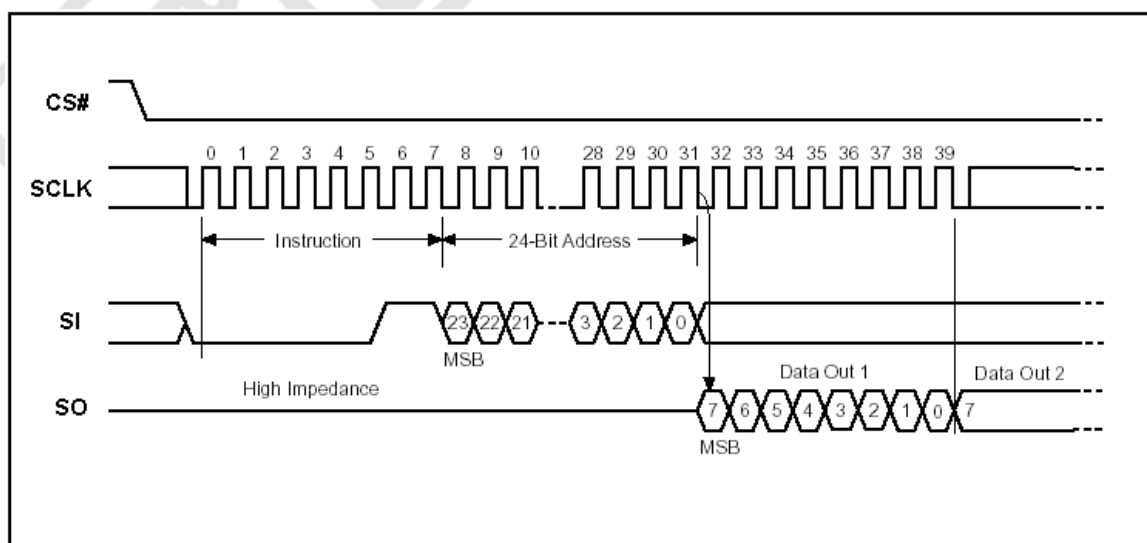 CS#
0 1 2 3 4 5 6 7 8 9 10 28 29 30 31 32 33 34 35 36 37 38 39
SCLK
Instruction 24-Bit Address
SI 23 22 21 3 2 1 0
MSB
High Impedance Data Out 1 Data Out 2
SO 7 6 5 4 3 2 1 0 7
MSB